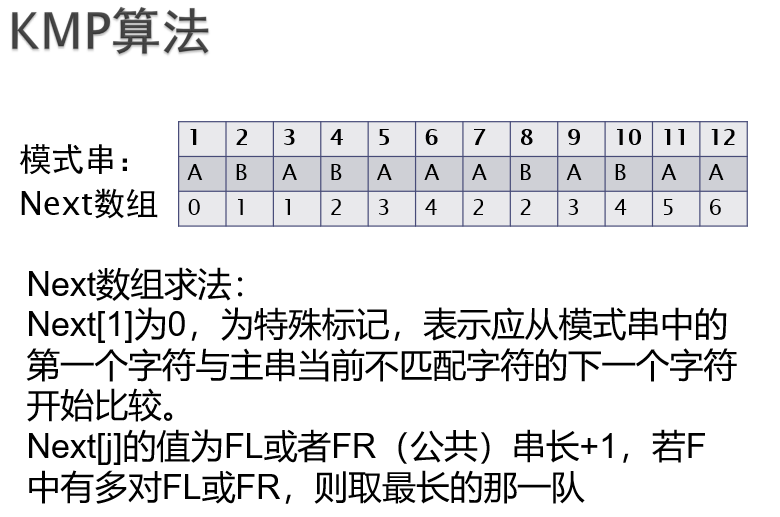 KMP算法
1 2 3 4 5 6 7 8 9 10 11 12
模式串： A B A B A A A B A B A A
Next数组 0 1 1 2 3 4 2 2 3 4 5 6
Next数组求法：
Next[1]为0，为特殊标记，表示应从模式串中的
第一个字符与主串当前不匹配字符的下一个字符
开始比较。
Next[j]的值为FL或者FR（公共）串长+1，若F
中有多对FL或FR，则取最长的那一队